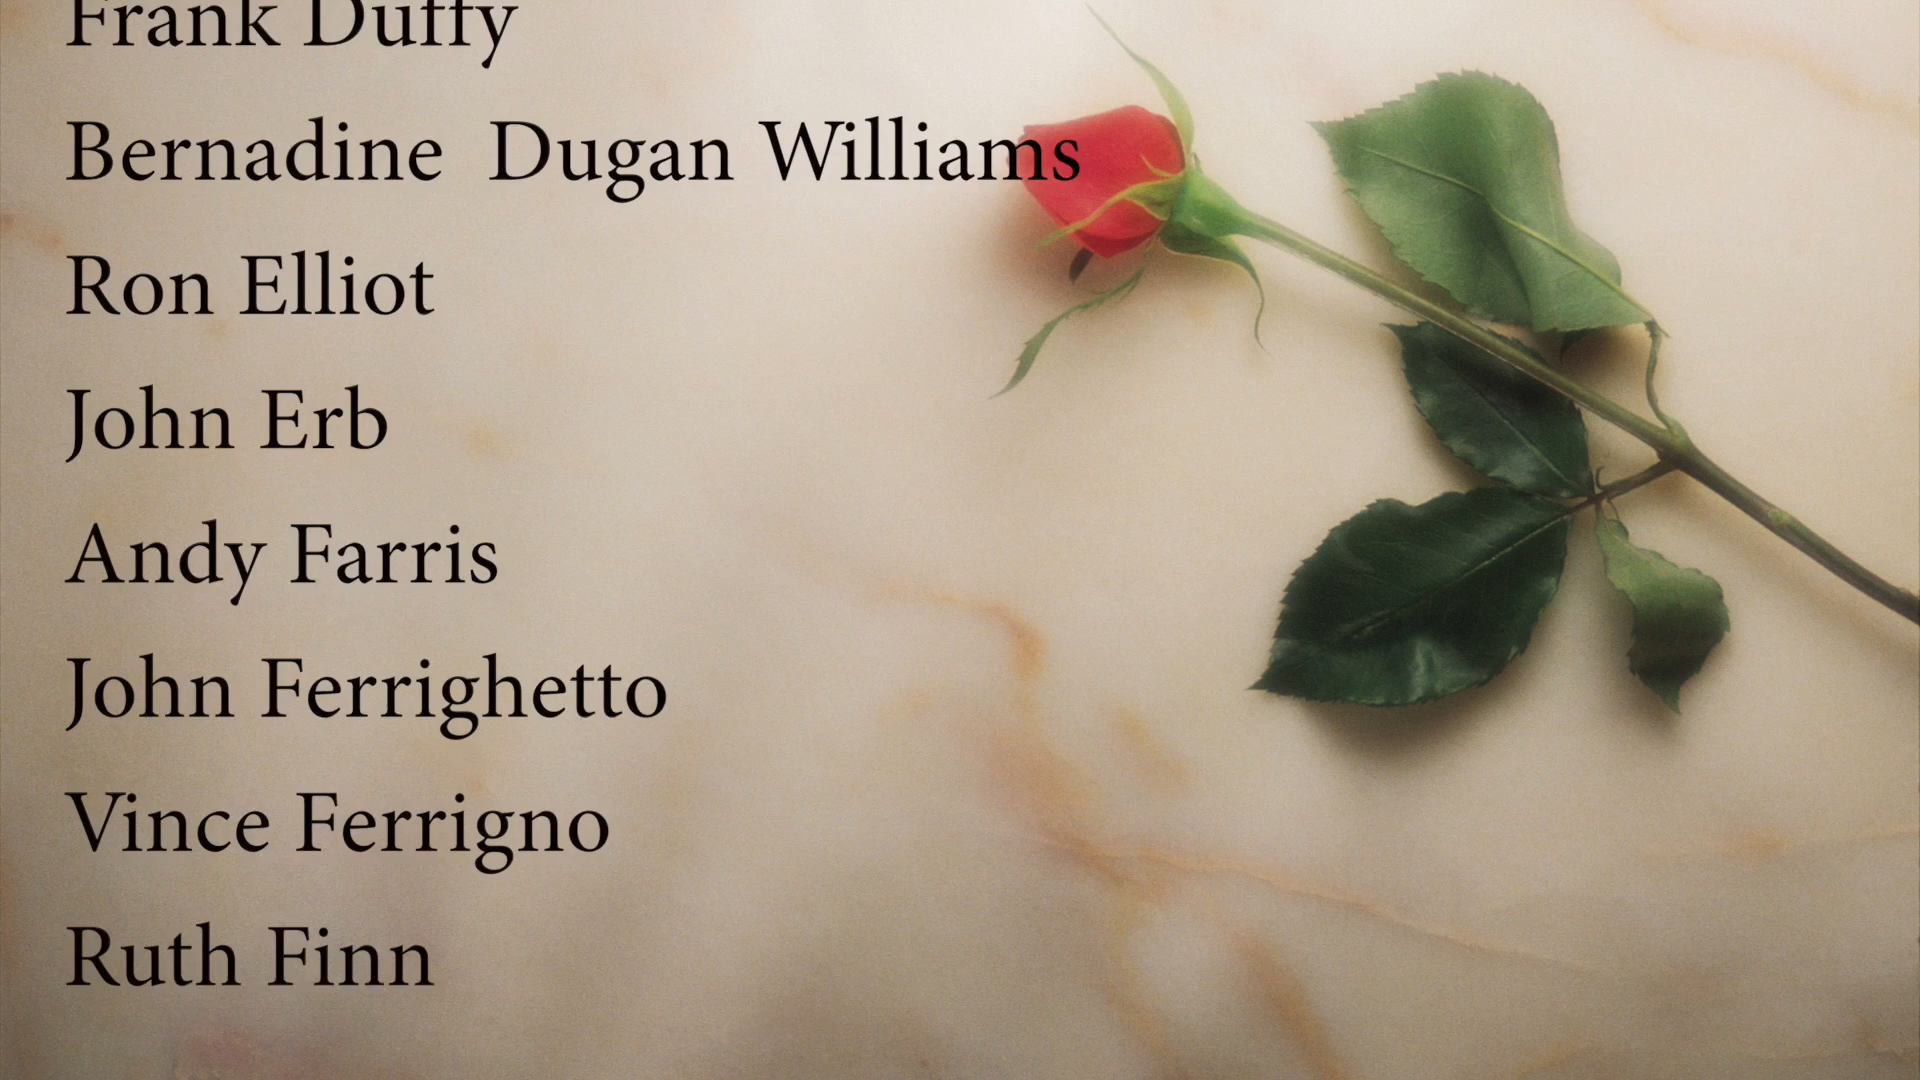 Frank Duffy
Bernadine Dugan Williams
Ron Elliot
John Erb
Andy Farris
John Ferrighetto
Vince Ferrigno
Ruth Finn